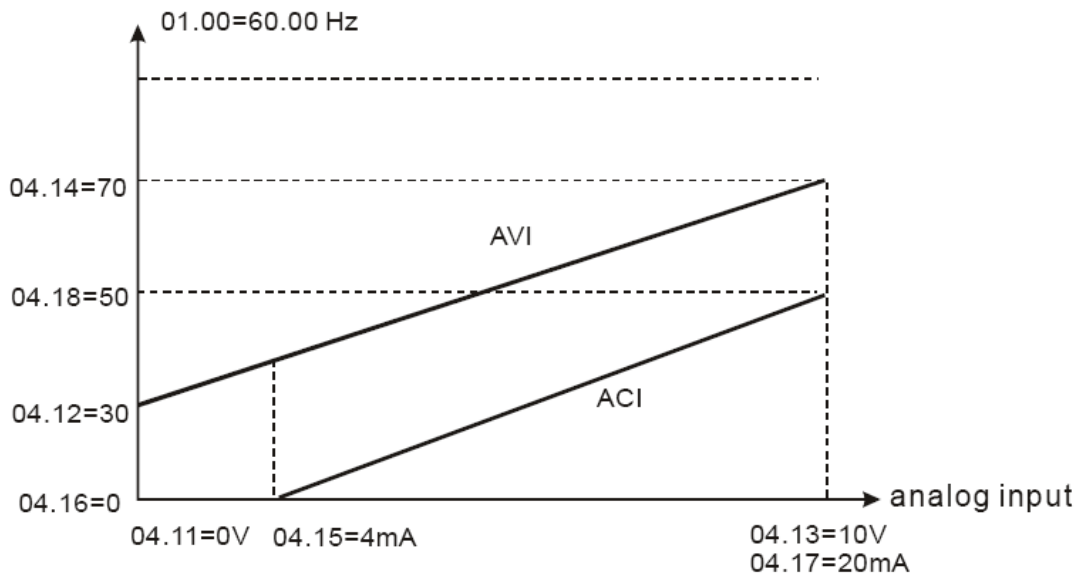 01.00=60.00 Hz
04.14=70
AVI
04.18=50
ACI
04.12=30
04.16=0
analog input
04.11=0V
04.15=4mA
04.13=10V
04.17=20mA